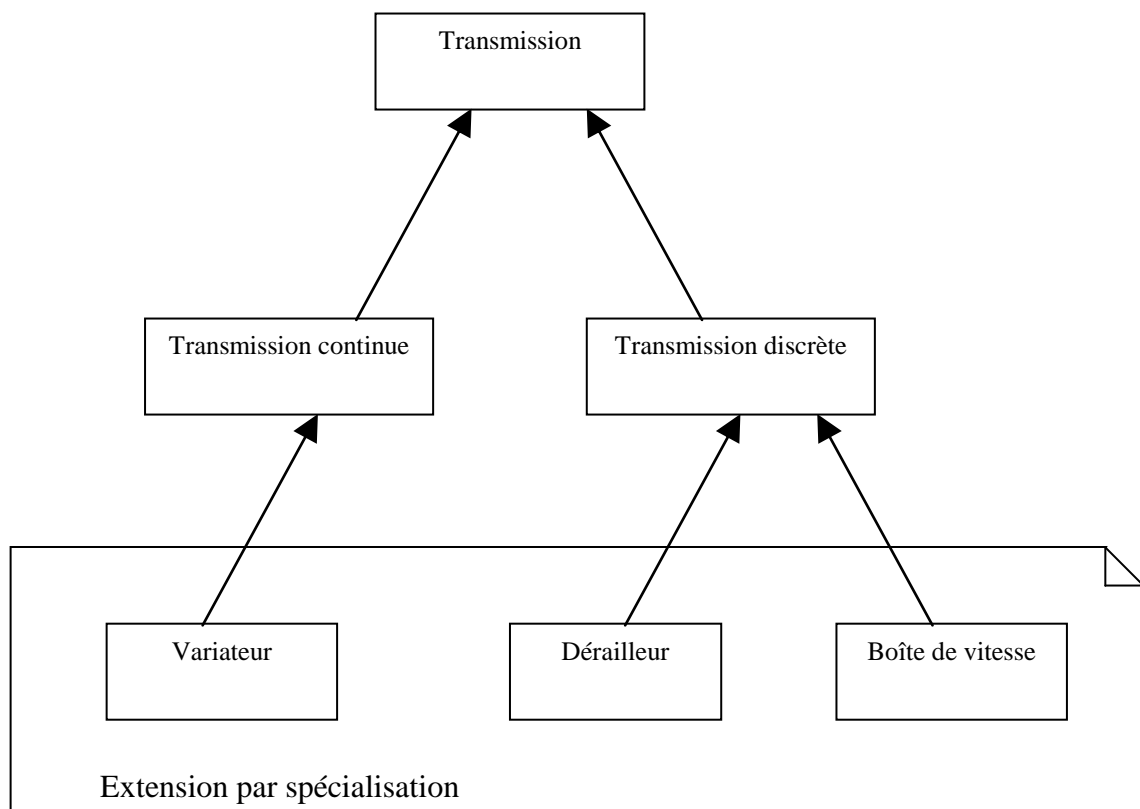 Transmission
Transmission continue
Transmission discrète
Variateur
Dérailleur
Boîte de vitesse
Extension par spécialisation